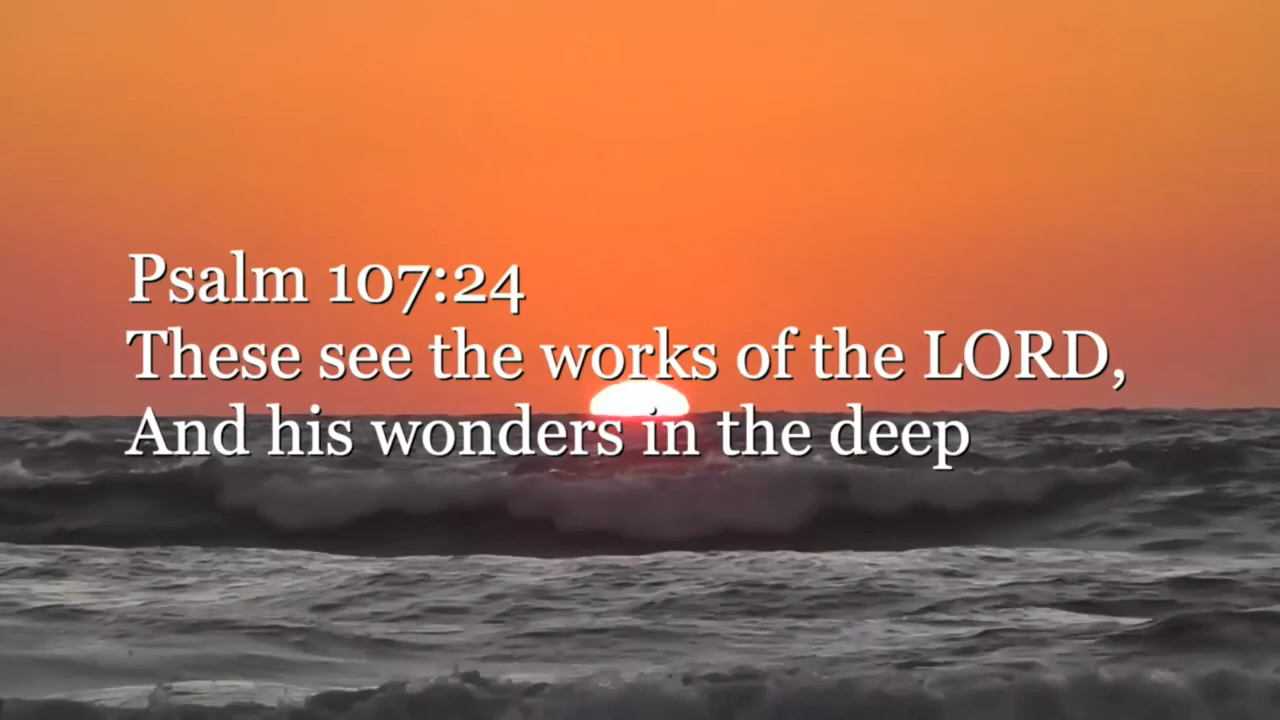 Psalm 107:24
These see the works of the LORD,
And his wonders in the deep